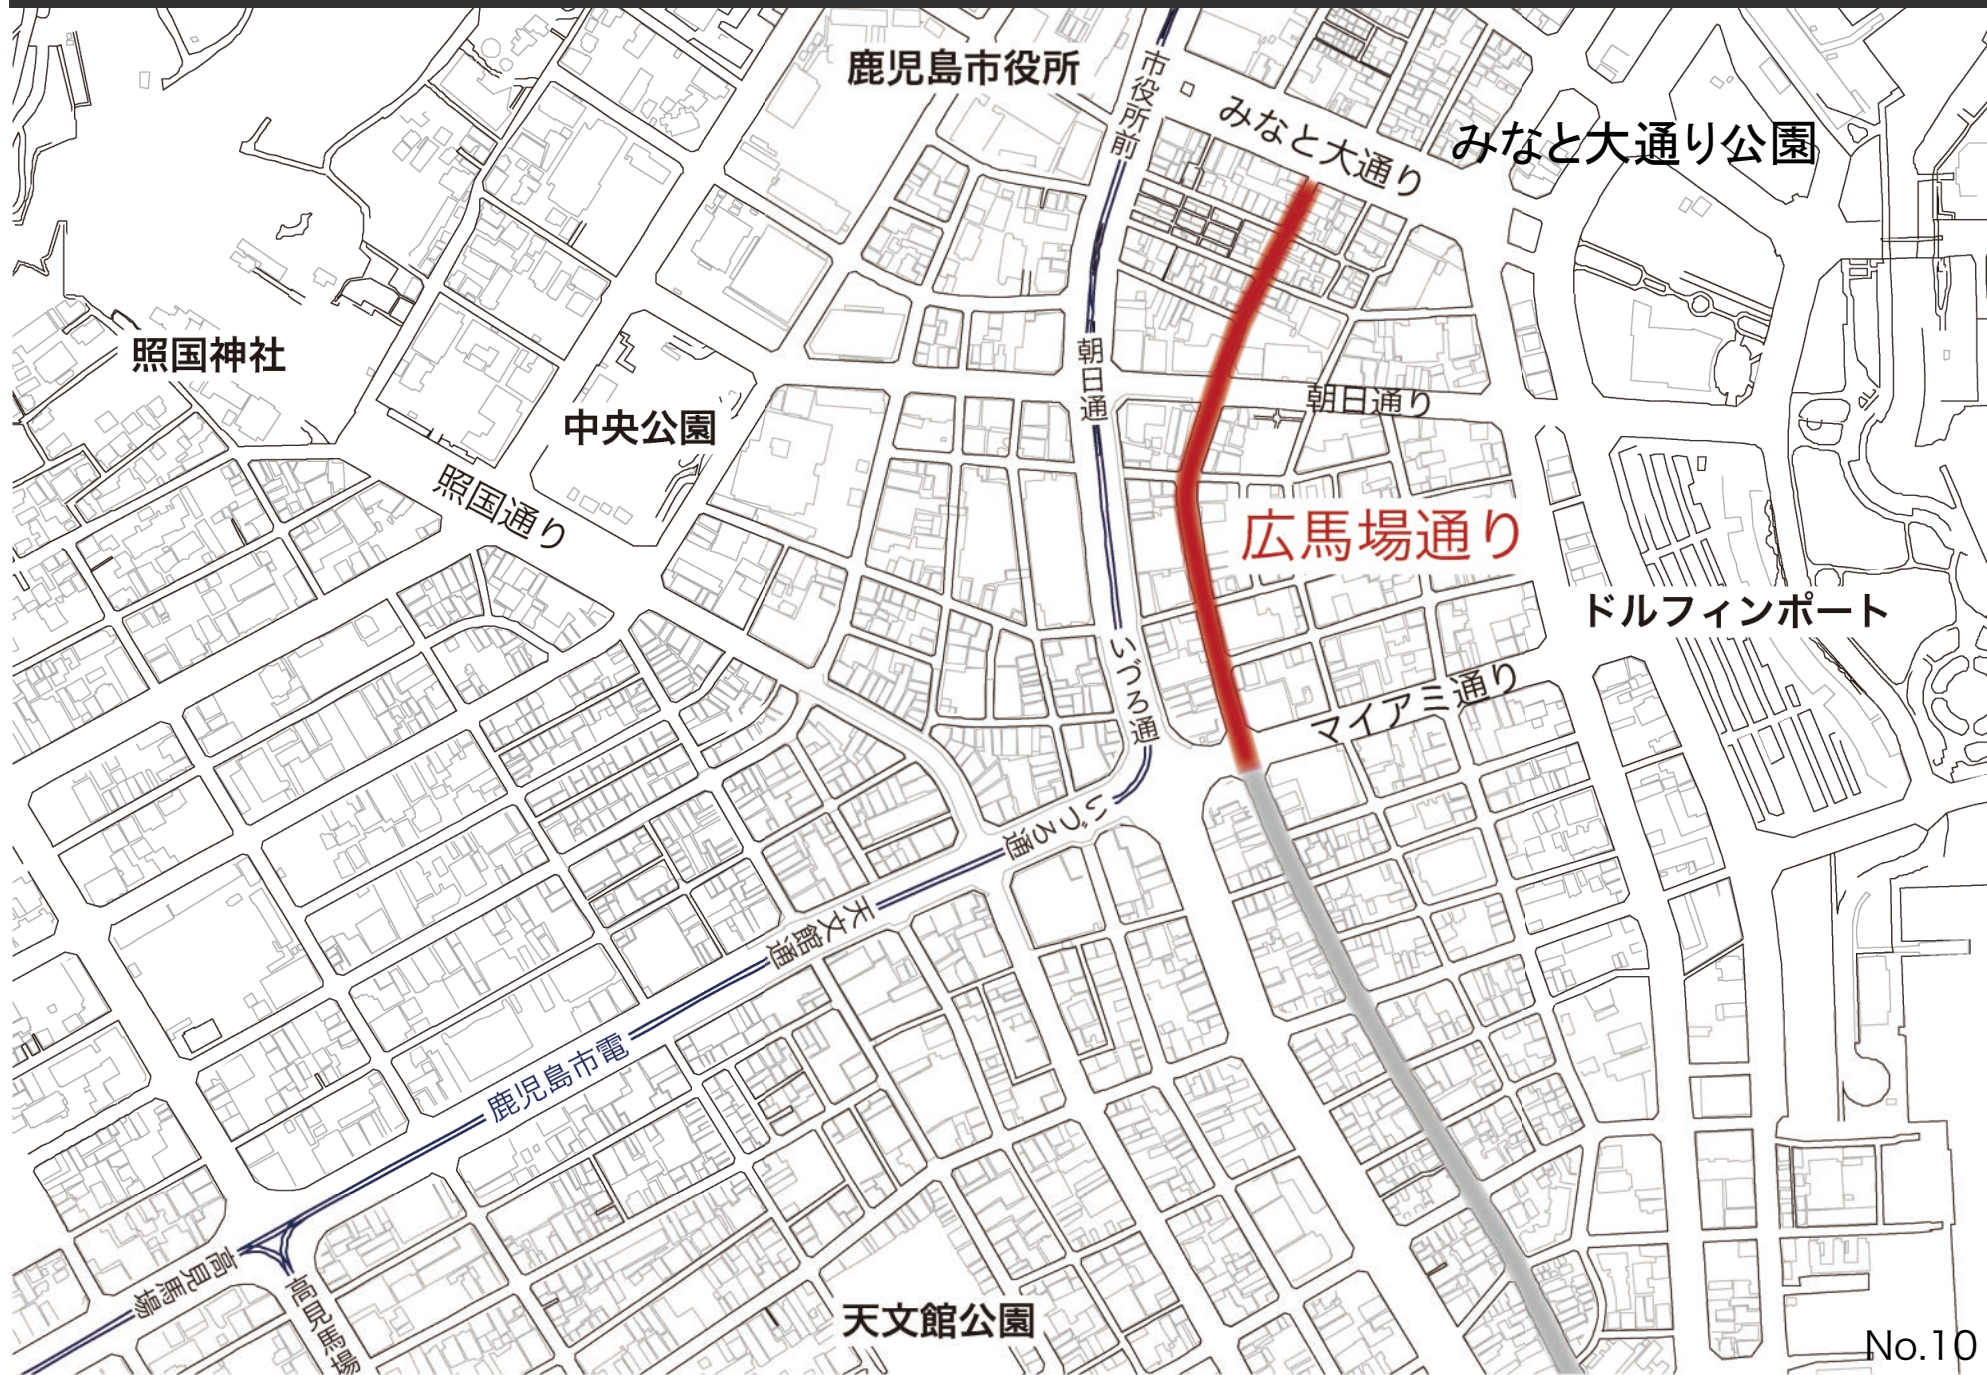 鹿児島市役所
市役所前
みなと大通り
みなと大通り公園
照国神社
朝日通
中央公園
朝日通り
照国通り
広馬場通り
ドルフィンポート
いづろ通
マイアミ通り
いづろ通
天文館通
鹿児島市電
高見馬場
高見馬場
天文館公園
No.10